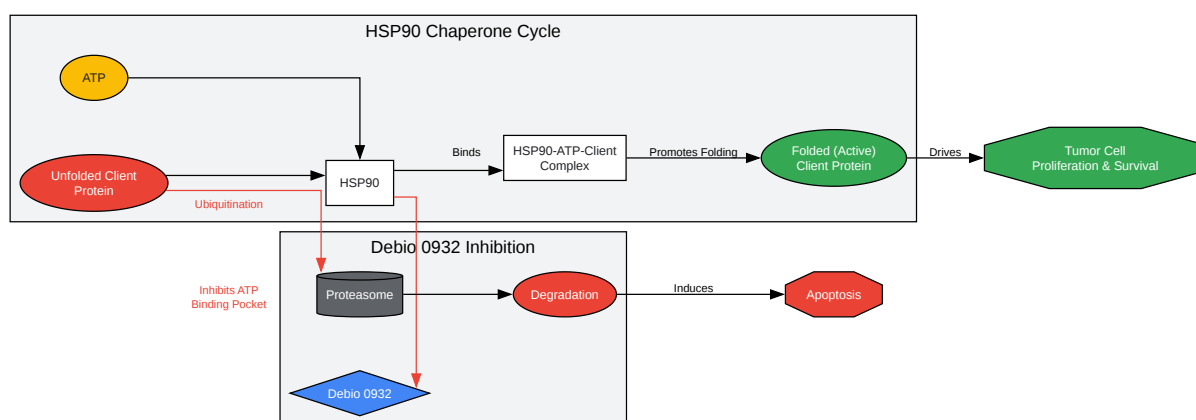 HSP90 Chaperone Cycle
ATP
Unfolded Client
Protein
HSP90
Binds
HSP90-ATP-Client
Complex
Promotes Folding
Folded (Active)
Client Protein
Drives
Tumor Cell
Proliferation & Survival
Ubiquitination
Debio 0932 Inhibition
Inhibits ATP
Binding Pocket
Proteasome
Degradation
Induces
Apoptosis
Debio 0932